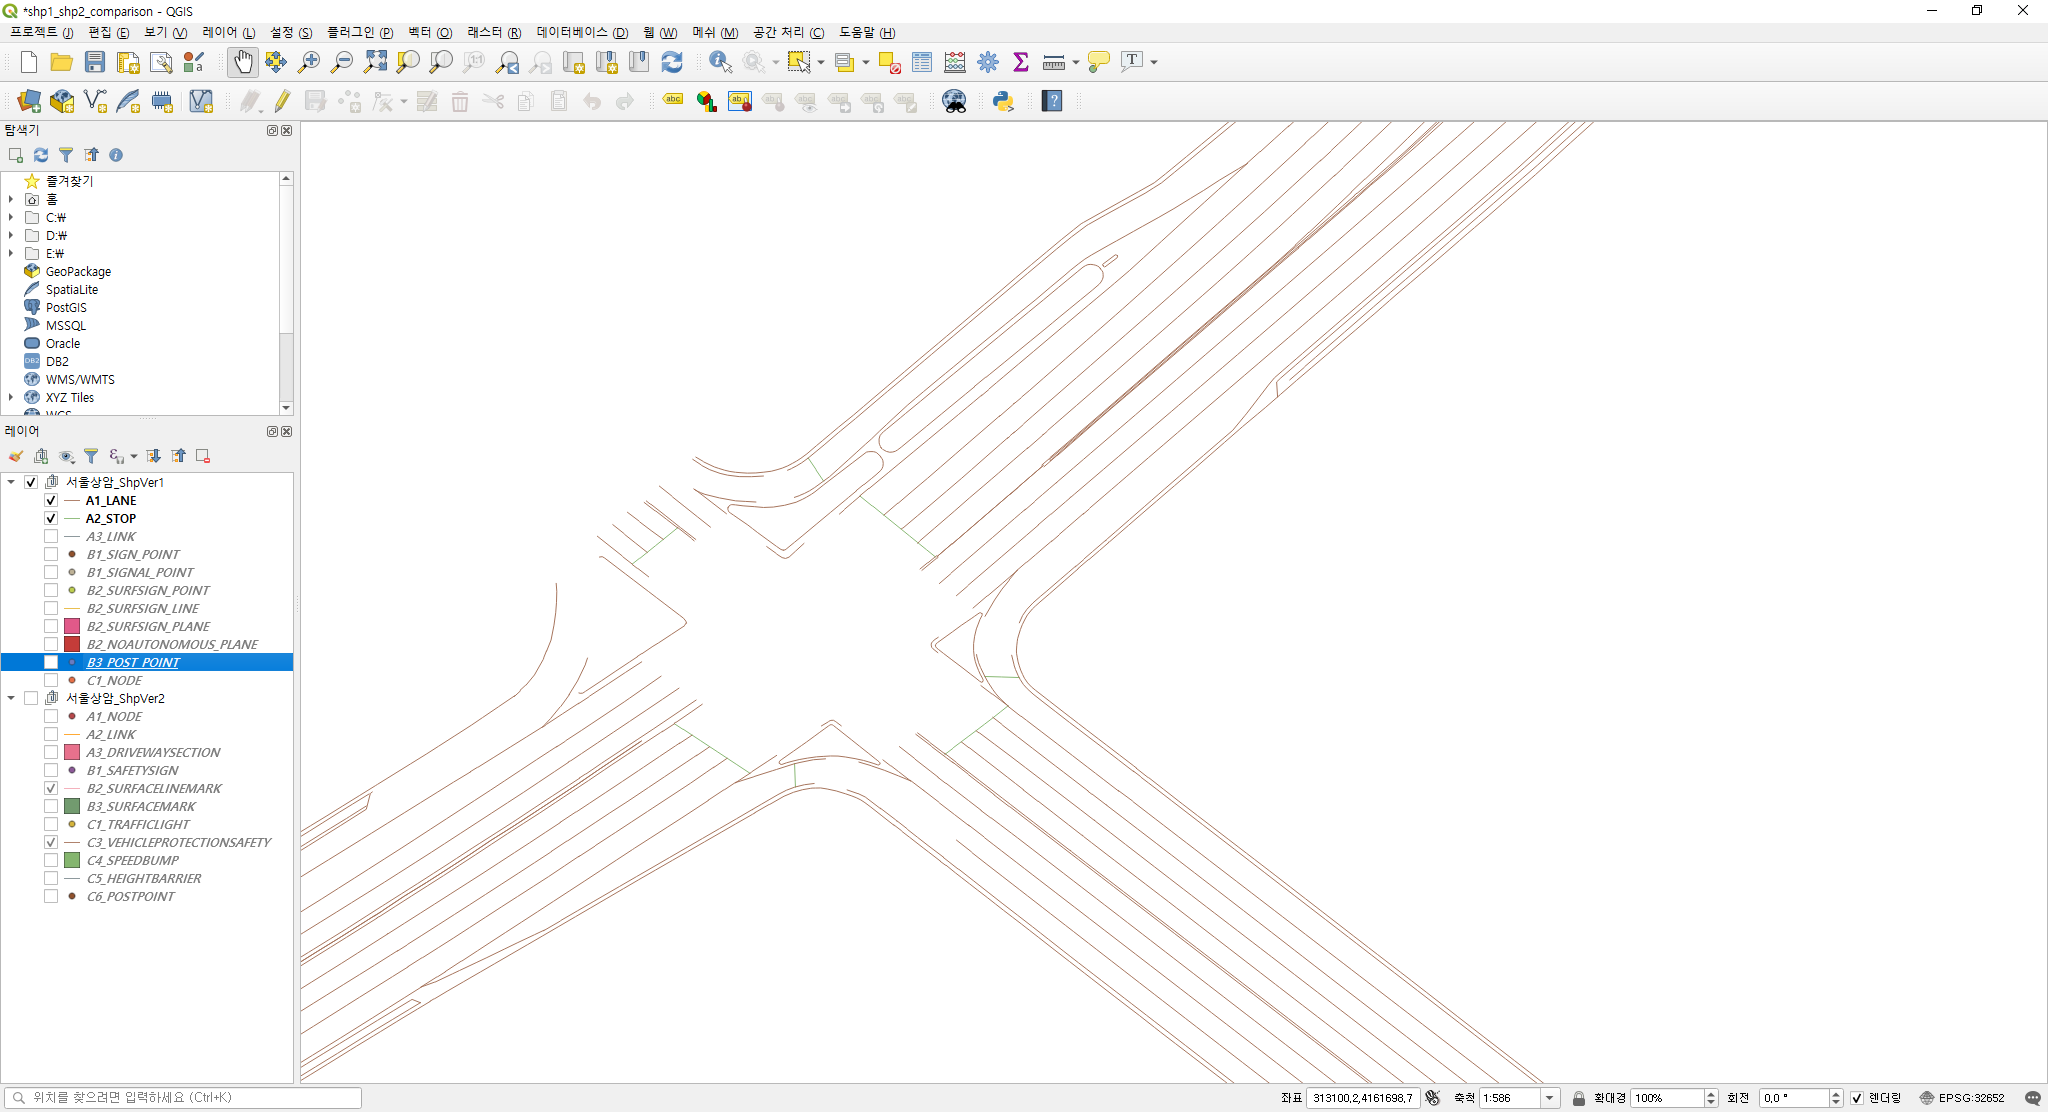 *shp1_shp2_comparison - QGIS
프로젝트 (J) 편집 (E) 보기 (V) 레이어 (L) 설정 (S) 플러그인 (P) 벡터 (O) 래스터 (R) 데이터베이스 (D) 웹 (W) 메쉬 (M) 공간 처리 (C) 도움말 (H)
탐색기
즐겨찾기
홈
C:₩
D:₩
E:₩
GeoPackage
SpatiaLite
PostGIS
MSSQL
Oracle
DB2
WMS/WMTS
XYZ Tiles
WCS
레이어
서울상암_ShpVer1
A1_LANE
A2_STOP
A3_LINK
B1_SIGN_POINT
B1_SIGNAL_POINT
B2_SURFSIGN_POINT
B2_SURFSIGN_LINE
B2_SURFSIGN_PLANE
B2_NOAUTONOMOUS_PLANE
B3_POST_POINT
C1_NODE
서울상암_ShpVer2
A1_NODE
A2_LINK
A3_DRIVEWAYSECTION
B1_SAFETYSIGN
B2_SURFACELINEMARK
B3_SURFACEMARK
C1_TRAFFICLIGHT
C3_VEHICLEPROTECTIONSAFETY
C4_SPEEDBUMP
C5_HEIGHTBARRIER
C6_POSTPOINT
위치를 찾으려면 입력하세요 (Ctrl+K) 좌표 313100,2,4161698,7 축척 1:586 확대경 100% 회전 0,0 ° 렌더링 EPSG:32652